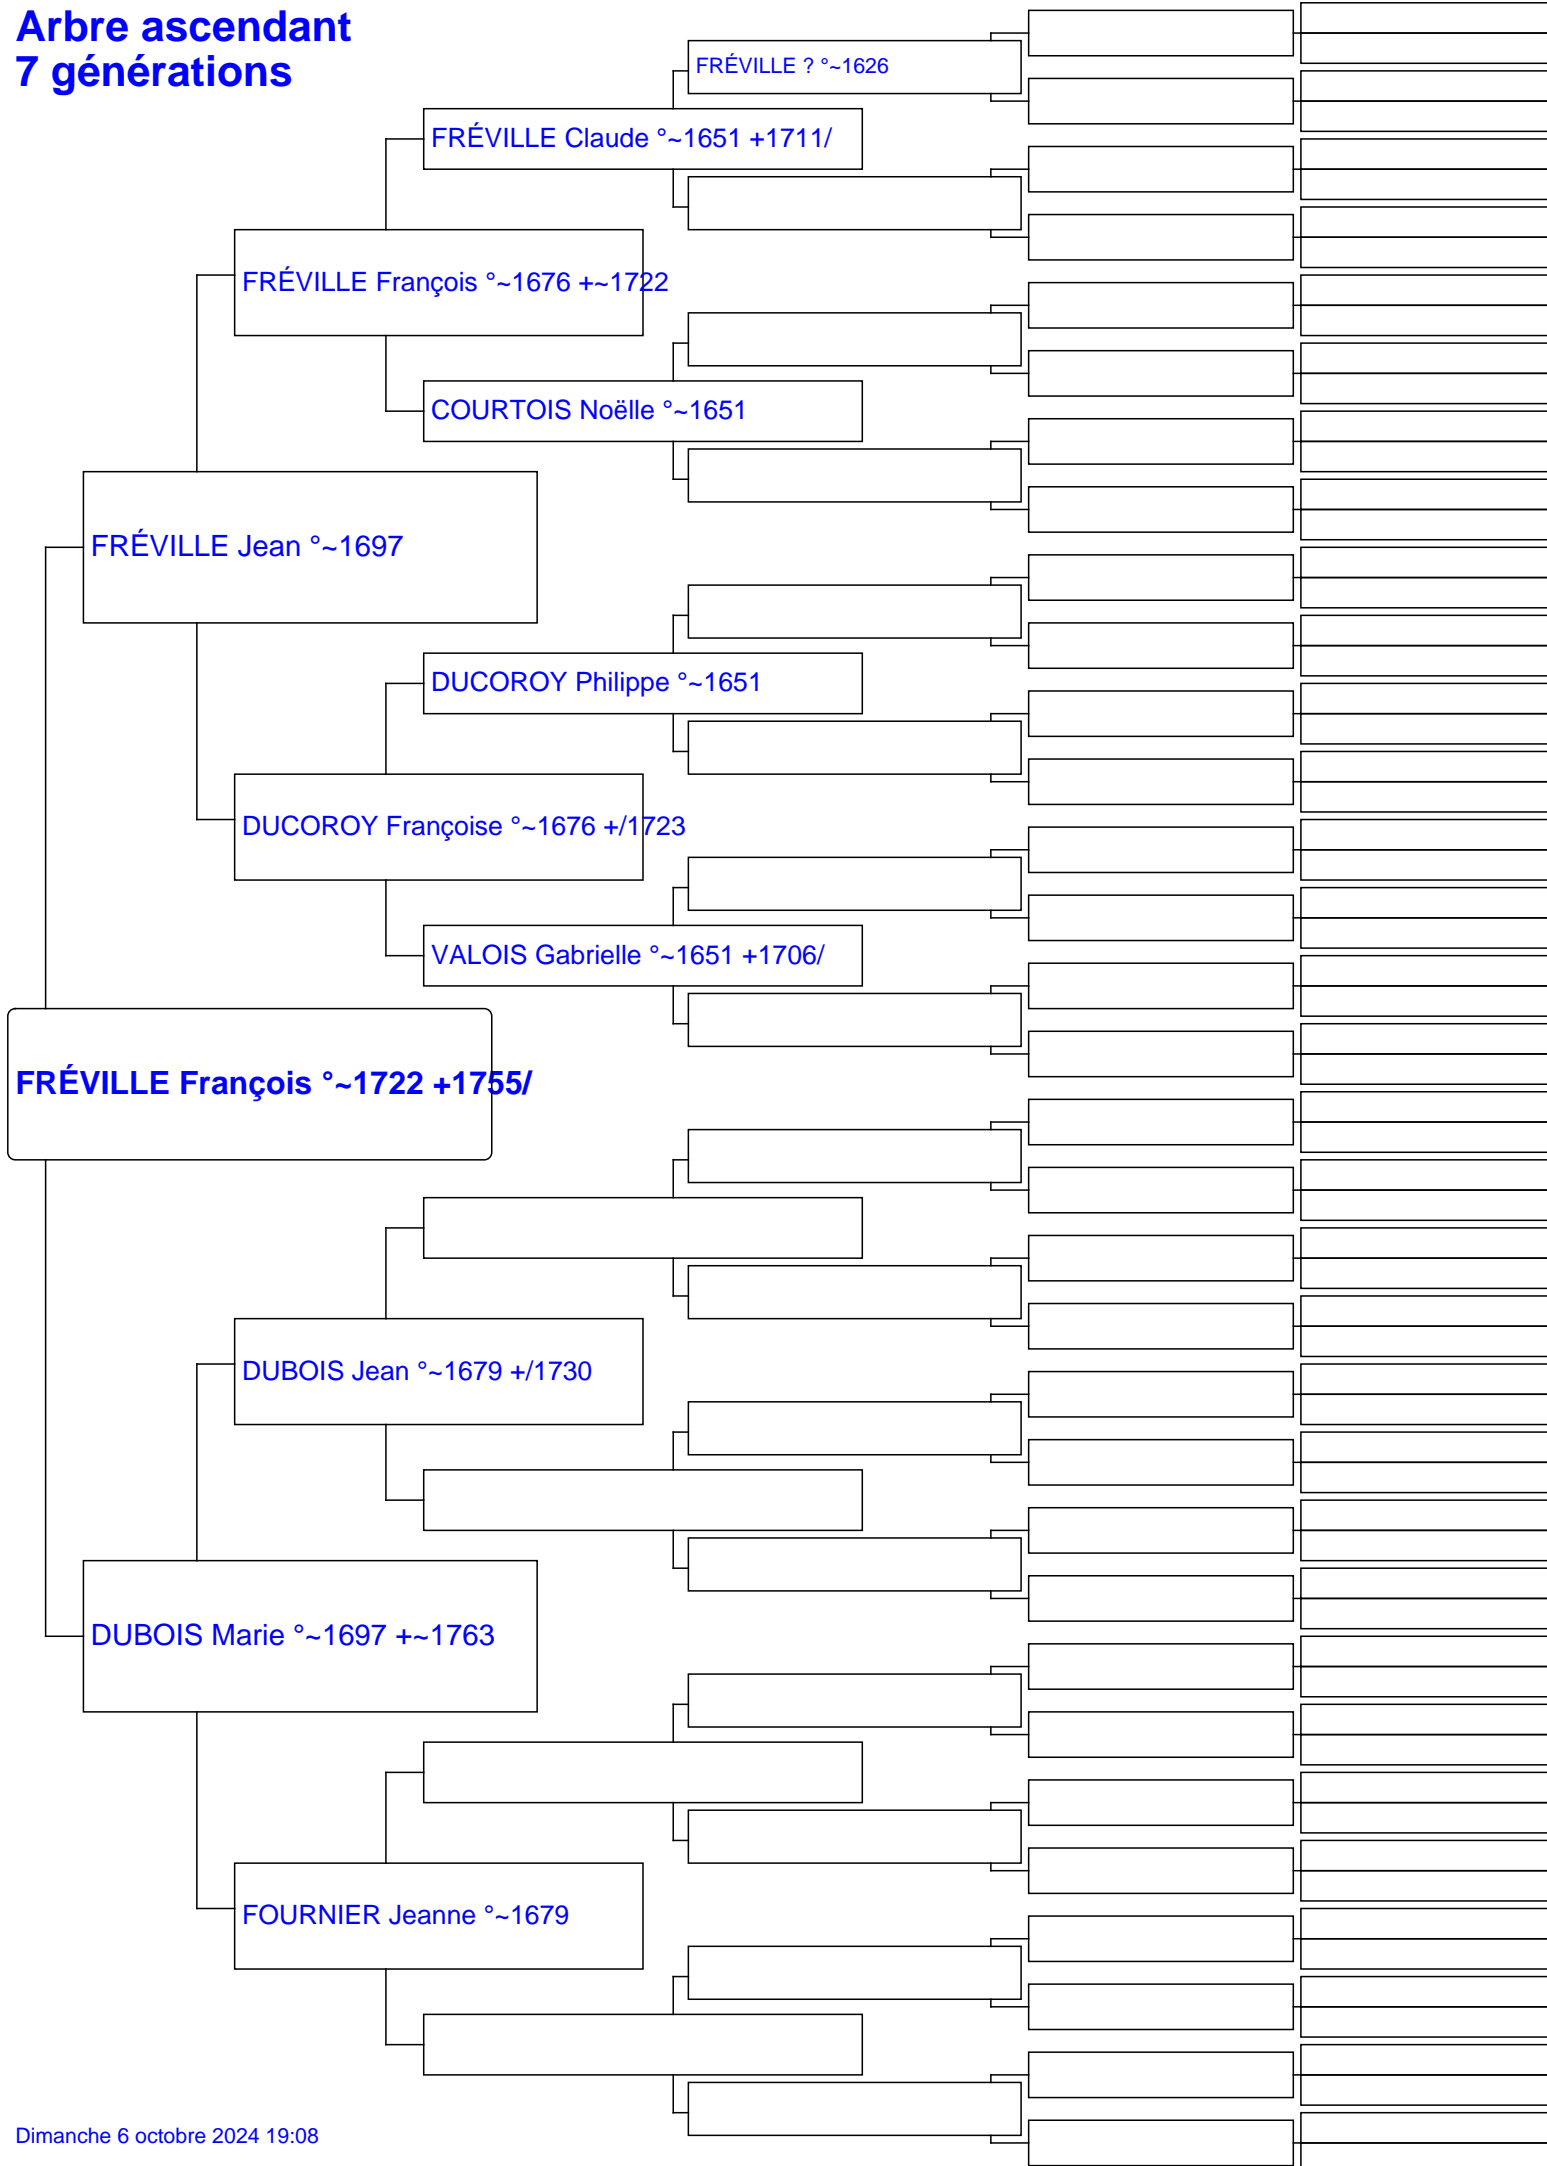 Arbre ascendant
7 générations
FRÉVILLE ? °~1626
FRÉVILLE Claude °~1651 +1711/
FRÉVILLE François °~1676 +~1722
COURTOIS Noëlle °~1651
FRÉVILLE Jean °~1697
DUCOROY Philippe °~1651
DUCOROY Françoise °~1676 +/1723
VALOIS Gabrielle °~1651 +1706/
FRÉVILLE François °~1722 +1755/
DUBOIS Jean °~1679 +/1730
DUBOIS Marie °~1697 +~1763
FOURNIER Jeanne °~1679
Dimanche 6 octobre 2024 19:08